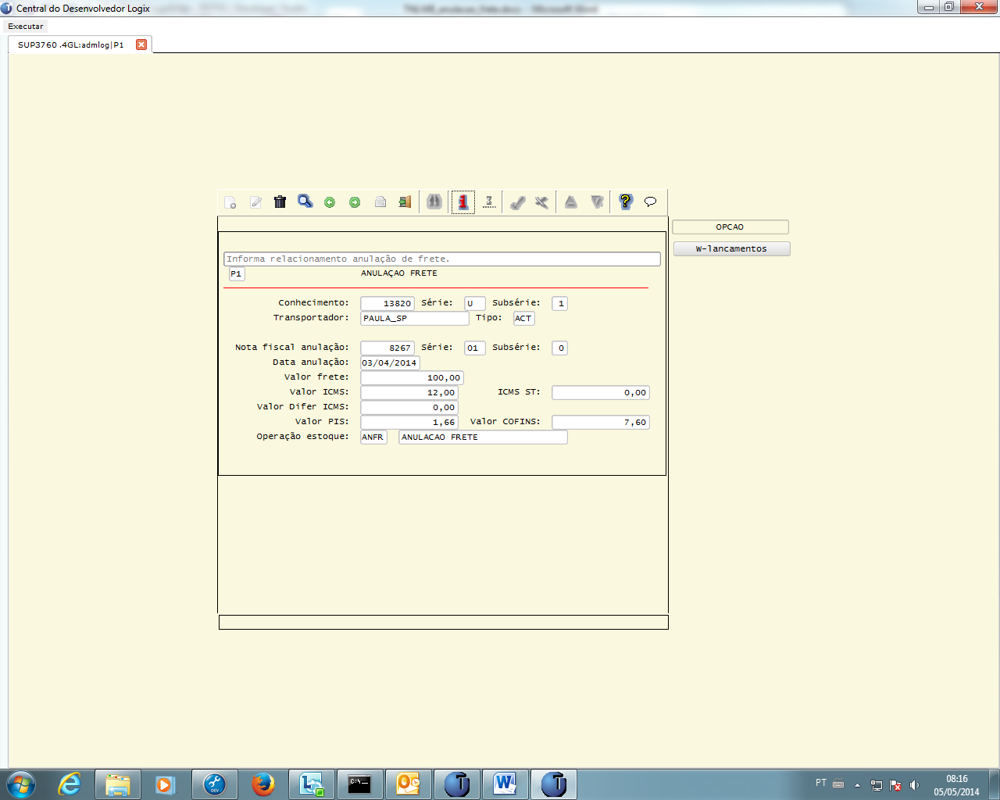 Central do Desenvolvedor Logix
Executar
SUP3760 .4GL:admlog|P1
OPCAO
W-lancamentos
Informa relacionamento anulação de frete.
P1 ANULAÇAO FRETE
Conhecimento: 13820 Série: U Subsérie: 1
Transportador: PAULA_SP Tipo: ACT
Nota fiscal anulação: 8267 Série: 01 Subsérie: 0
Data anulação: 03/04/2014
Valor frete: 100,00
Valor ICMS: 12,00 ICMS ST: 0,00
Valor Difer ICMS: 0,00
Valor PIS: 1,66 Valor COFINS: 7,60
Operação estoque: ANFR ANULACAO FRETE
DEV
C:\.
PT
08:16
05/05/2014